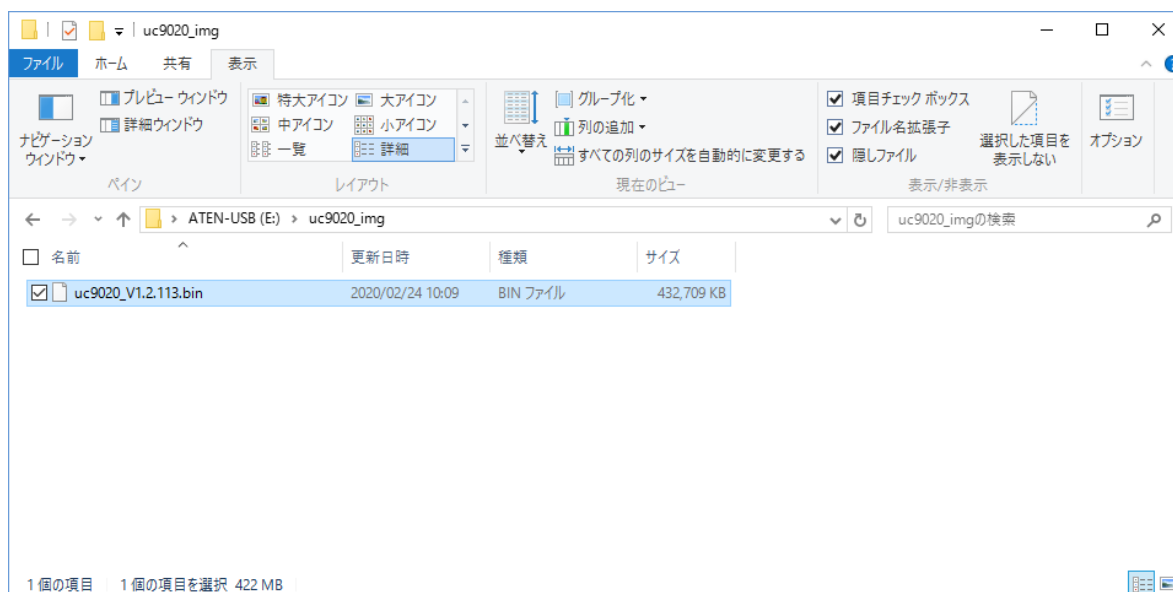 uc9020_img
ファイル ホーム 共有 表示
ナビゲーション ウィンドウ
プレビュー ウィンドウ
詳細ウィンドウ
ペイン
特大アイコン 大アイコン
中アイコン 小アイコン
一覧 詳細
レイアウト
並べ替え
グループ化
列の追加
すべての列のサイズを自動的に変更する
現在のビュー
項目チェック ボックス
ファイル名拡張子
隠しファイル
選択した項目を
表示しない
表示/非表示
オプション
ATEN-USB (E:) uc9020_img
uc9020_imgの検索
名前 更新日時 種類 サイズ
uc9020_V1.2.113.bin 2020/02/24 10:09 BIN ファイル 432,709 KB
1 個の項目 1 個の項目を選択 422 MB